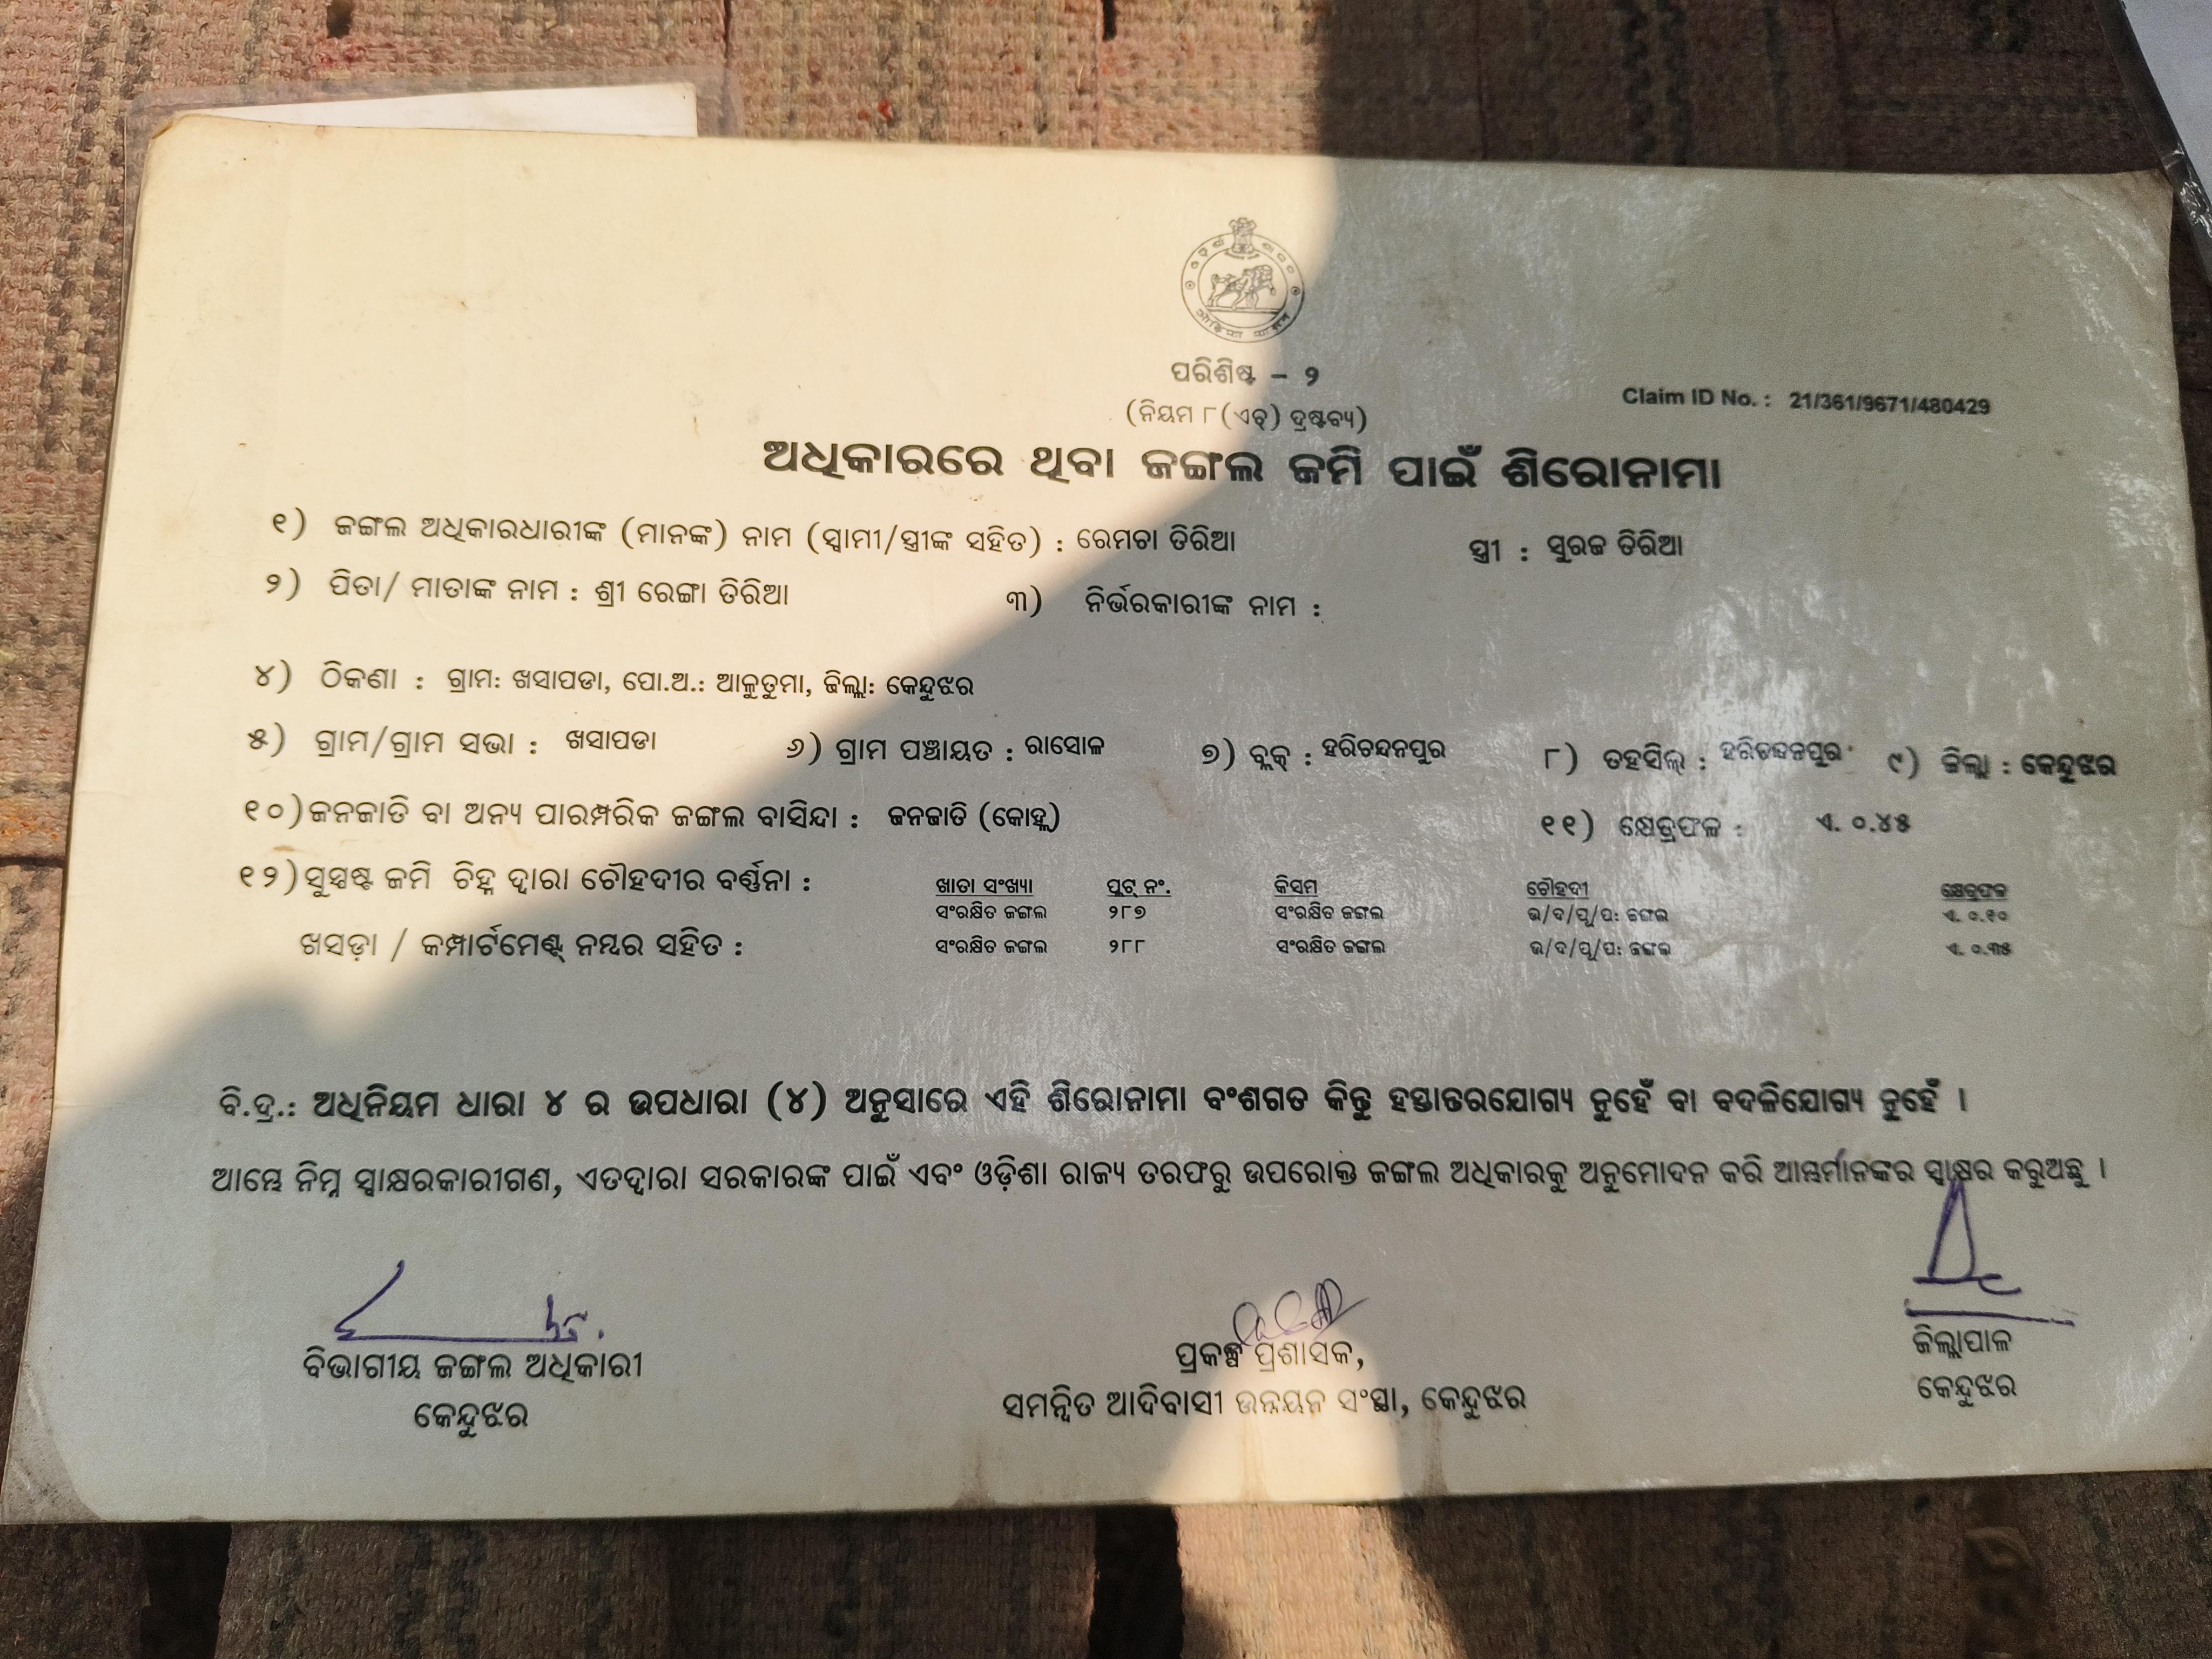 ପରିଶିଷ୍ଟ – ୨
(ନିୟମ ୮(ଏଚ୍) ଦ୍ରଷ୍ଟବ୍ୟ)
Claim ID No. : 21/361/9671/480429
ଅଧିକାରରେ ଥିବା ଜଙ୍ଗଲ ଜମି ପାଇଁ ଶିରୋନାମା
୧) ଜଙ୍ଗଲ ଅଧିକାରଧାରୀଙ୍କ (ମାନଙ୍କ) ନାମ (ସ୍ୱାମୀ/ସ୍ତ୍ରୀଙ୍କ ସହିତ) : ରେମଚା ତିରିଆ ସ୍ତ୍ରୀ : ସୁରଜ ତିରିଆ
୨) ପିତା/ ମାତାଙ୍କ ନାମ : ଶ୍ରୀ ରେଙ୍ଗା ତିରିଆ ୩) ନିର୍ଭରକାରୀଙ୍କ ନାମ :
୪) ଠିକଣା : ଗ୍ରାମ: ଖସାପଡା, ପୋ.ଅ.: ଆଳୁତୁମା, ଜିଲ୍ଲା: କେନ୍ଦୁଝର
୫) ଗ୍ରାମ/ଗ୍ରାମ ସଭା : ଖସାପଡା ୬) ଗ୍ରାମ ପଞ୍ଚାୟତ : ରାସୋଳ ୭) ବ୍ଲକ୍ : ହରିଚନ୍ଦନପୁର ୮) ତହସିଲ୍ : ହରିଚନ୍ଦନପୁର ୯) ଜିଲ୍ଲା : କେନ୍ଦୁଝର
୧୦) ଜନଜାତି ବା ଅନ୍ୟ ପାରମ୍ପରିକ ଜଙ୍ଗଲ ବାସିନ୍ଦା : ଜନଜାତି (କୋହ୍ଲ) ୧୧) କ୍ଷେତ୍ରଫଳ : ଏ. ୦.୪୫
୧୨) ସୁସ୍ପଷ୍ଟ ଜମି ଚିହ୍ନ ଦ୍ୱାରା ଚୌହଦୀର ବର୍ଣ୍ଣନା : ଖାତା ସଂଖ୍ୟା ପ୍ଲଟ୍ ନଂ. କିସମ ଚୌହଦୀ କ୍ଷେତ୍ରଫଳ
ସଂରକ୍ଷିତ ଜଙ୍ଗଲ ୨୮୭ ସଂରକ୍ଷିତ ଜଙ୍ଗଲ ଉ/ଦ/ପୂ/ପ: ଜଙ୍ଗଲ ଏ. ୦.୧୦
ଖସଡ଼ା / କମ୍ପାର୍ଟମେଣ୍ଟ୍ ନମ୍ବର ସହିତ : ସଂରକ୍ଷିତ ଜଙ୍ଗଲ ୨୮୮ ସଂରକ୍ଷିତ ଜଙ୍ଗଲ ଉ/ଦ/ପୂ/ପ: ଜଙ୍ଗଲ ଏ. ୦.୩୫
ବି.ଦ୍ର.: ଅଧିନିୟମ ଧାରା ୪ ର ଉପଧାରା (୪) ଅନୁସାରେ ଏହି ଶିରୋନାମା ବଂଶଗତ କିନ୍ତୁ ହସ୍ତାନ୍ତରଯୋଗ୍ୟ ନୁହେଁ ବା ବଦଳିଯୋଗ୍ୟ ନୁହେଁ ।
ଆମ୍ଭେ ନିମ୍ନ ସ୍ୱାକ୍ଷରକାରୀଗଣ, ଏତଦ୍ୱାରା ସରକାରଙ୍କ ପାଇଁ ଏବଂ ଓଡ଼ିଶା ରାଜ୍ୟ ତରଫରୁ ଉପରୋକ୍ତ ଜଙ୍ଗଲ ଅଧିକାରକୁ ଅନୁମୋଦନ କରି ଆମ୍ଭମାନଙ୍କର ସ୍ୱାକ୍ଷର କରୁଅଛୁ ।
ବିଭାଗୀୟ ଜଙ୍ଗଲ ଅଧିକାରୀ
କେନ୍ଦୁଝର
ପ୍ରକଳ୍ପ ପ୍ରଶାସକ,
ସମନ୍ୱିତ ଆଦିବାସୀ ଉନ୍ନୟନ ସଂସ୍ଥା, କେନ୍ଦୁଝର
ଜିଲ୍ଲାପାଳ
କେନ୍ଦୁଝର